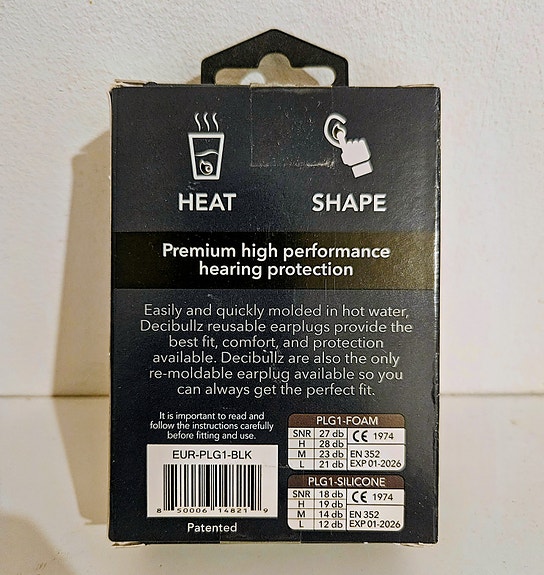 HEAT
SHAPE
Premium high performance
hearing protection
Easily and quickly molded in hot water,
Decibullz reusable earplugs provide the
best fit, comfort, and protection
available. Decibullz are also the only
re-moldable earplug available so you
can always get the perfect fit.
It is important to read and
follow the instructions carefully
before fitting and use.
EUR-PLG1-BLK
8 50006 14821 9
Patented
PLG1-FOAM
SNR 27 db CE 1974
H 28 db
M 23 db EN 352
L 21 db EXP 01-2026
PLG1-SILICONE
SNR 18 db CE 1974
H 19 db
M 14 db EN 352
L 12 db EXP 01-2026